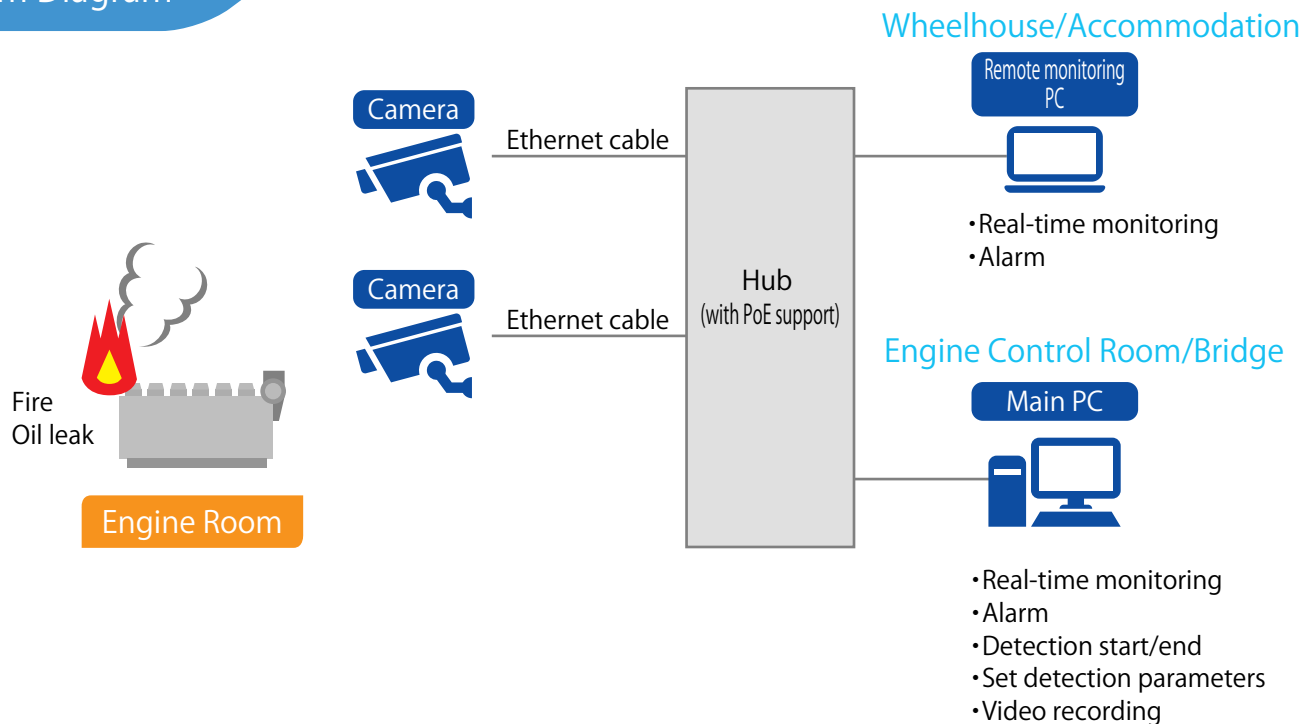 Diagram
Wheelhouse/Accommodation
Remote monitoring
PC
Camera
Ethernet cable
・Real-time monitoring
・Alarm
Camera
Ethernet cable
Hub
(with PoE support)
Engine Control Room/Bridge
Main PC
Fire
Oil leak
Engine Room
・Real-time monitoring
・Alarm
・Detection start/end
・Set detection parameters
・Video recording